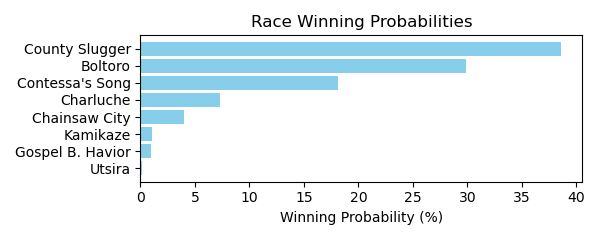 Race Winning Probabilities
County Slugger
Boltoro
Contessa's Song
Charluche
Chainsaw City
Kamikaze
Gospel B. Havior
Utsira
0 5 10 15 20 25 30 35 40
Winning Probability (%)